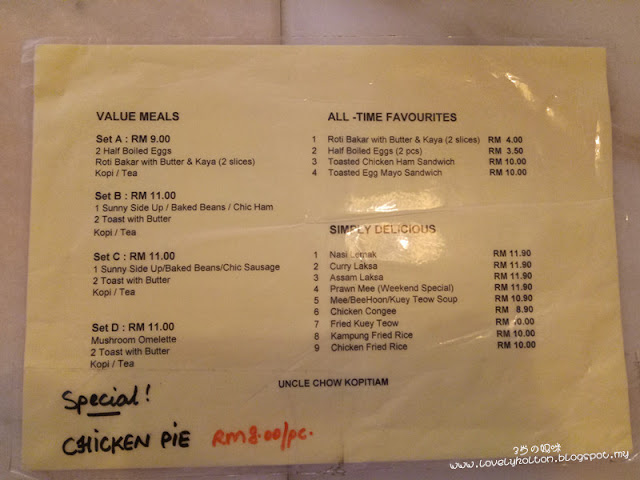 VALUE MEALS
Set A : RM 9.00
2 Half Boiled Eggs
Roti Bakar with Butter & Kaya (2 slices)
Kopi / Tea
Set B : RM 11.00
1 Sunny Side Up / Baked Beans / Chic Ham
2 Toast with Butter
Kopi / Tea
Set C : RM 11.00
1 Sunny Side Up/Baked Beans/Chic Sausage
2 Toast with Butter
Kopi / Tea
Set D : RM 11.00
Mushroom Omelette
2 Toast with Butter
Kopi / Tea
ALL -TIME FAVOURITES
1 Roti Bakar with Butter & Kaya (2 slices) RM 4.00
2 Half Boiled Eggs (2 pcs) RM 3.50
3 Toasted Chicken Ham Sandwich RM 10.00
4 Toasted Egg Mayo Sandwich RM 10.00
SIMPLY DELICIOUS
1 Nasi Lemak RM 11.90
2 Curry Laksa RM 11.90
3 Assam Laksa RM 11.90
4 Prawn Mee (Weekend Special) RM 11.90
5 Mee/BeeHoon/Kuey Teow Soup RM 10.90
6 Chicken Congee RM 8.90
7 Fried Kuey Teow RM 10.00
8 Kampung Fried Rice RM 10.00
9 Chicken Fried Rice RM 10.00
UNCLE CHOW KOPITIAM
Special!
CHICKEN PIE RM8.00/pc.
www.lovelyholton.blogspot.my